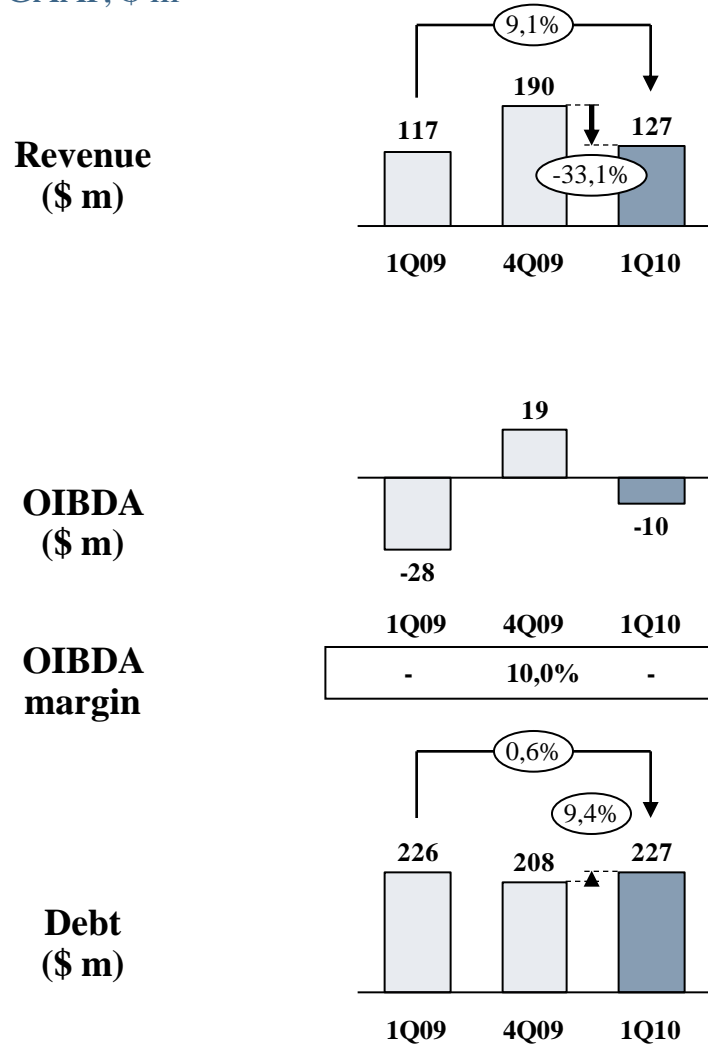 9,1%
190
117
127
Revenue
($ m)
-33,1%
1Q09 4Q09 1Q10
19
OIBDA
($ m)
-10
-28
1Q09 4Q09 1Q10
OIBDA
margin
- 10,0% -
0,6%
9,4%
226
208
227
Debt
($ m)
1Q09 4Q09 1Q10